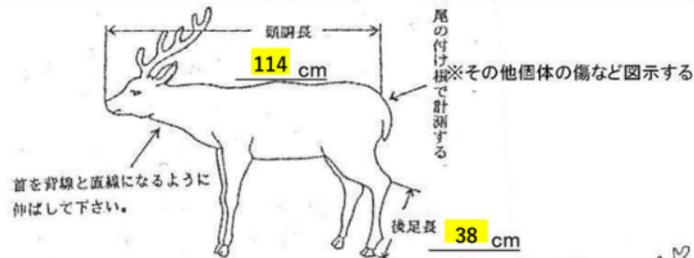 頭胴長
114 cm
尾の付け根で計測する
※その他個体の傷など図示する
首を背線と直線になるように
伸ばして下さい。
後足長 38 cm